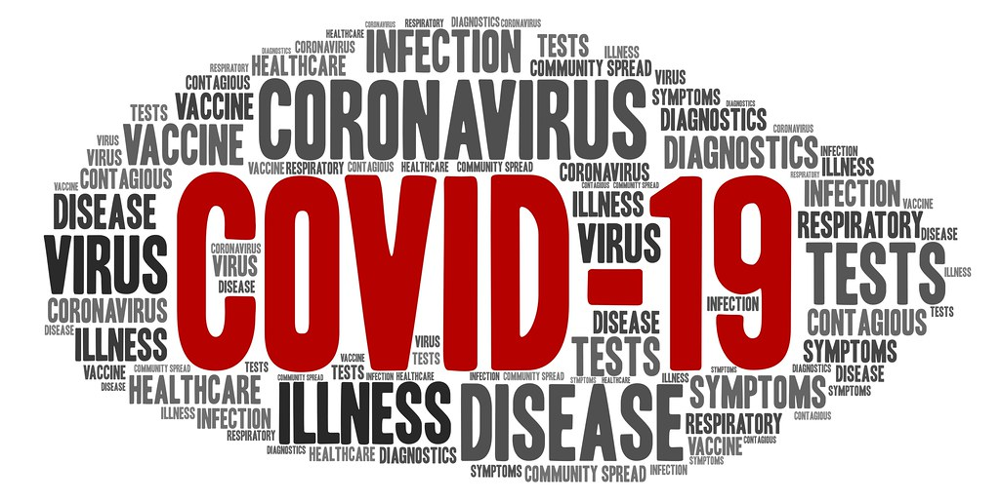 CORONAVIRUS RESPIRATORY DIAGNOSTICS CORONAVIRUS
HEALTHCARE INFECTION TESTS ILLNESS
DIAGNOSTICS CORONAVIRUS
RESPIRATORY HEALTHCARE COMMUNITY SPREAD VIRUS
CONTAGIOUS CORONAVIRUS SYMPTOMS DIAGNOSTICS
TESTS VACCINE DIAGNOSTICS CORONAVIRUS
VIRUS VACCINE DIAGNOSTICS INFECTION
VIRUS VACCINE RESPIRATORY CONTAGIOUS HEALTHCARE COMMUNITY SPREAD CORONAVIRUS RESPIRATORY ILLNESS
VACCINE CONTAGIOUS CONTAGIOUS COMMUNITY SPREAD INFECTION
DISEASE ILLNESS VACCINE
COVID-19
RESPIRATORY DISEASE
VIRUS CORONAVIRUS VIRUS TESTS ILLNESS
VIRUS
DISEASE
CORONAVIRUS INFECTION CONTAGIOUS TESTS
DISEASE ILLNESS VIRUS DISEASE SYMPTOMS
VACCINE TESTS TESTS
VACCINE COMMUNITY SPREAD TESTS TESTS INFECTION HEALTHCARE INFECTION COMMUNITY SPREAD SYMPTOMS DIAGNOSTICS DISEASE
COMMUNITY SPREAD SYMPTOMS HEALTHCARE ILLNESS
DISEASE HEALTHCARE ILLNESS DISEASE SYMPTOMS SYMPTOMS
ILLNESS INFECTION RESPIRATORY CONTAGIOUS
RESPIRATORY VACCINE CONTAGIOUS
DIAGNOSTICS HEALTHCARE DIAGNOSTICS SYMPTOMS
SYMPTOMS COMMUNITY SPREAD INFECTION